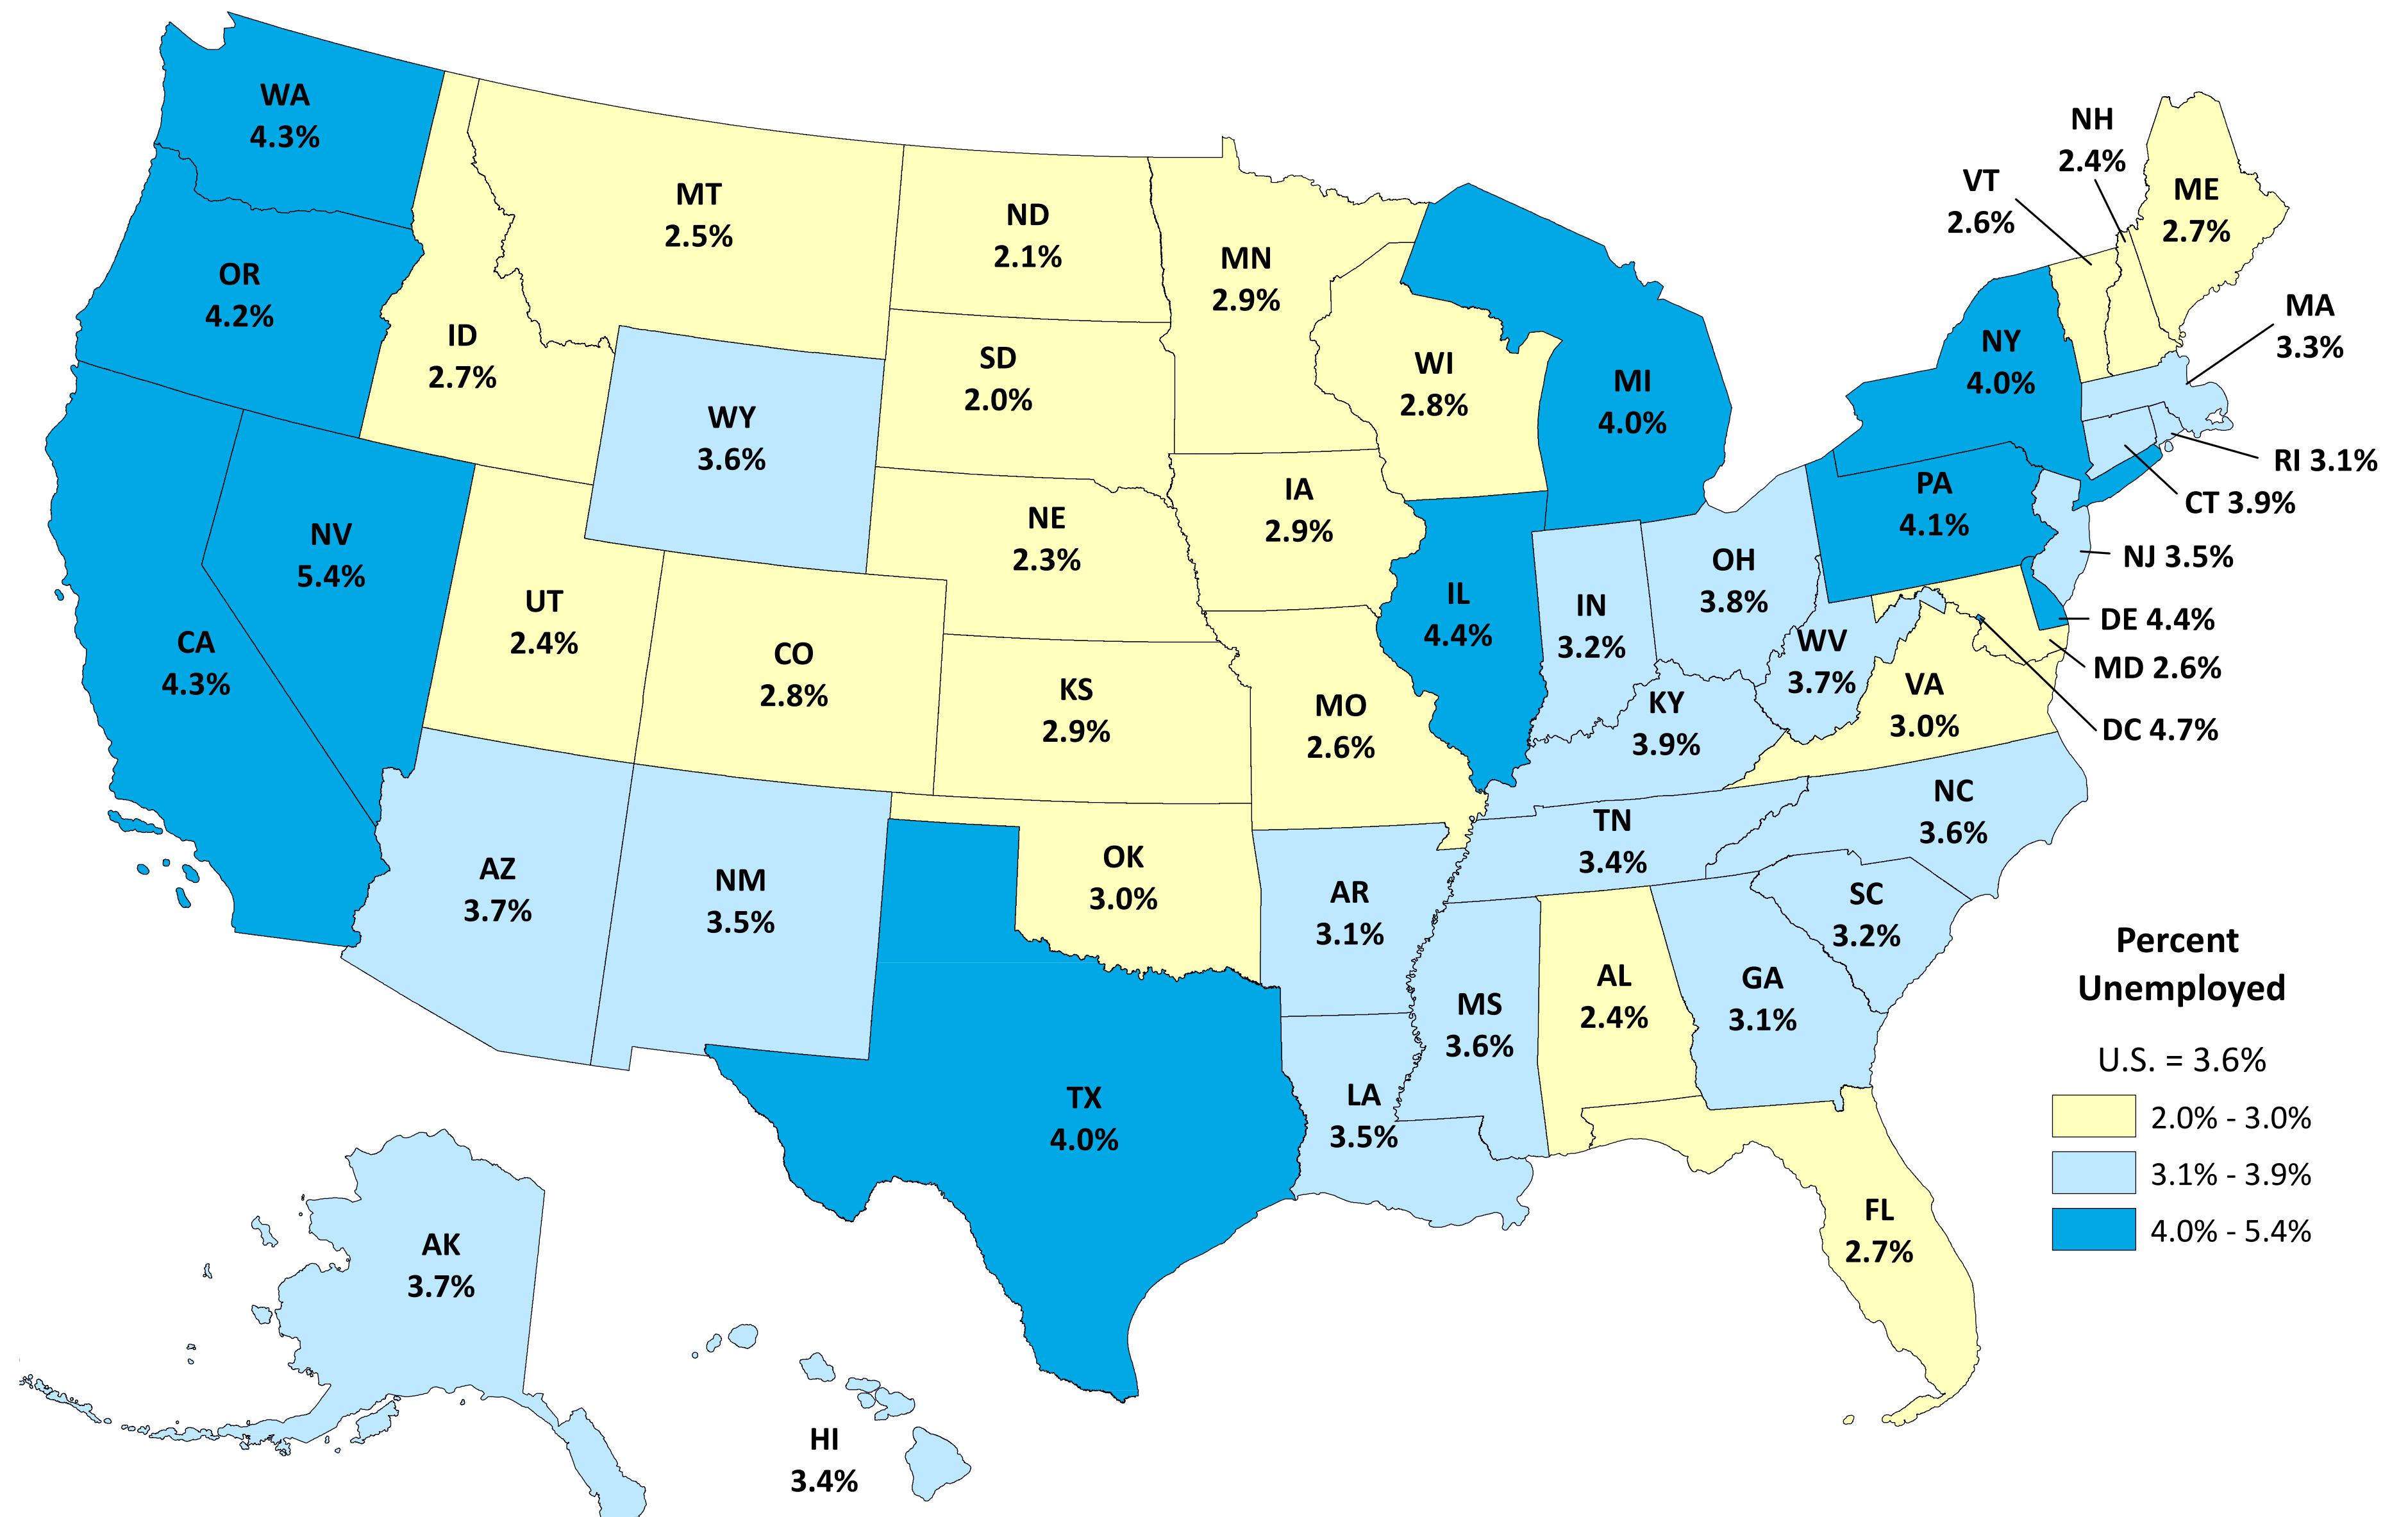 WA
4.3%
OR
4.2%
CA
4.3%
NV
5.4%
ID
2.7%
MT
2.5%
WY
3.6%
UT
2.4%
CO
2.8%
AZ
3.7%
NM
3.5%
ND
2.1%
SD
2.0%
NE
2.3%
KS
2.9%
OK
3.0%
TX
4.0%
MN
2.9%
IA
2.9%
MO
2.6%
AR
3.1%
LA
3.5%
WI
2.8%
IL
4.4%
MI
4.0%
IN
3.2%
OH
3.8%
KY
3.9%
TN
3.4%
MS
3.6%
AL
2.4%
GA
3.1%
FL
2.7%
SC
3.2%
NC
3.6%
VA
3.0%
WV
3.7%
PA
4.1%
NY
4.0%
VT
2.6%
NH
2.4%
ME
2.7%
MA
3.3%
RI 3.1%
CT 3.9%
NJ 3.5%
DE 4.4%
MD 2.6%
DC 4.7%
AK
3.7%
HI
3.4%
Percent
Unemployed
U.S. = 3.6%
2.0% - 3.0%
3.1% - 3.9%
4.0% - 5.4%